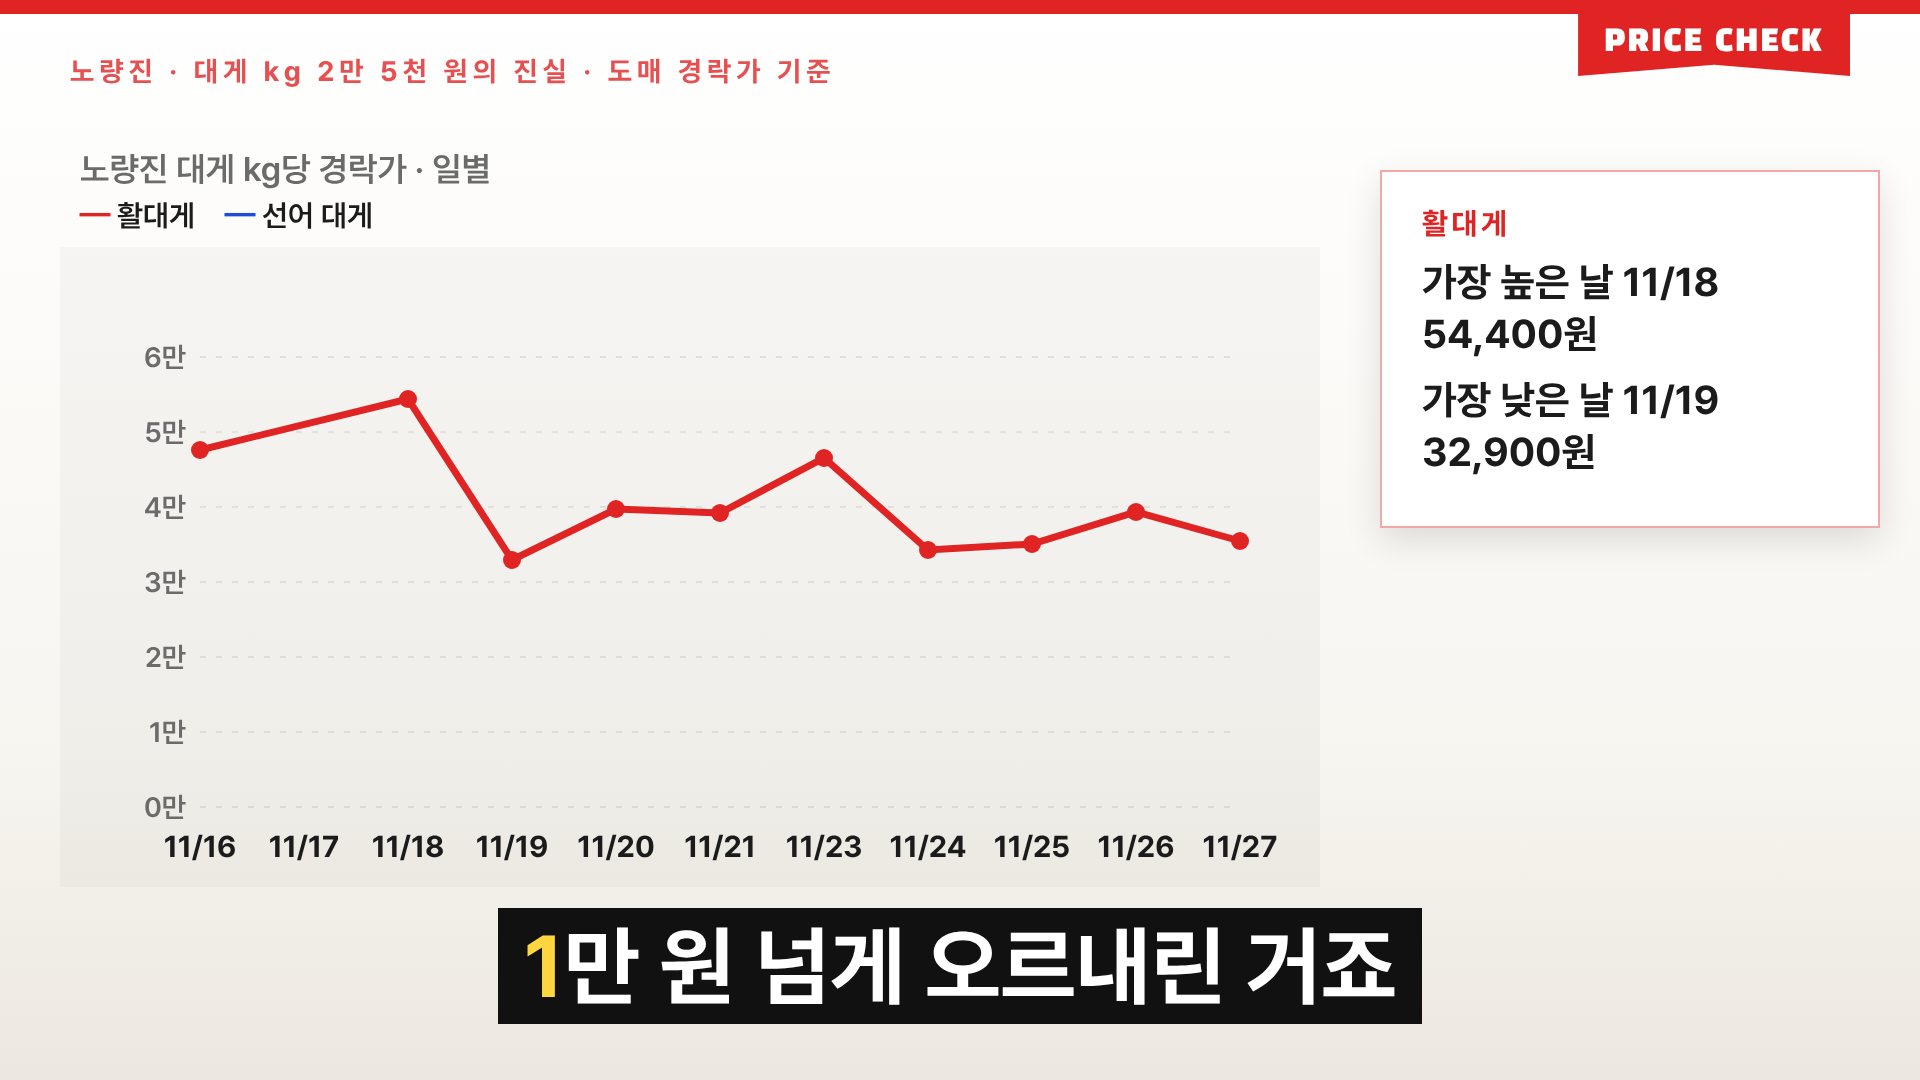 PRICE CHECK
노량진 · 대게 kg 2만 5천 원의 진실 · 도매 경락가 기준
노량진 대게 kg당 경락가 · 일별
활대게 선어 대게
6만
5만
4만
3만
2만
1만
0만
11/16 11/17 11/18 11/19 11/20 11/21 11/23 11/24 11/25 11/26 11/27
활대게
가장 높은 날 11/18
54,400원
가장 낮은 날 11/19
32,900원
1만 원 넘게 오르내린 거죠